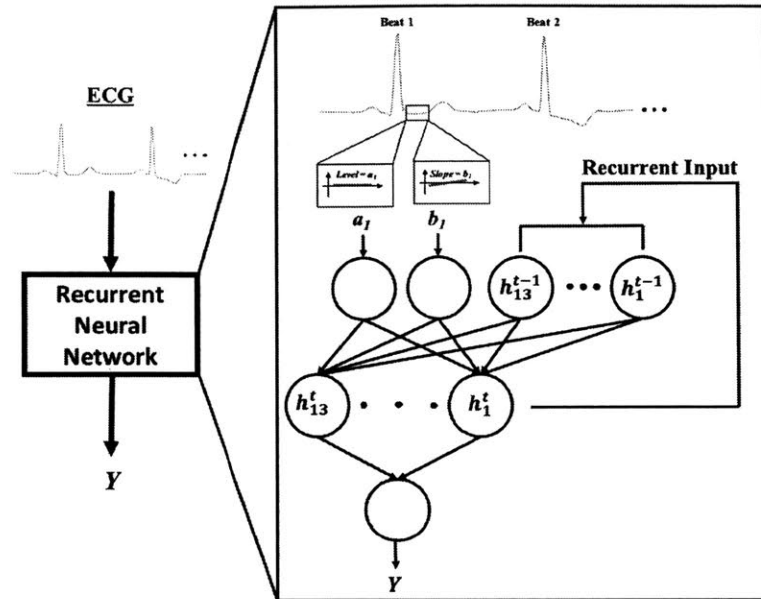 ECG
...
Recurrent
Neural
Network
Y
Beat 1 Beat 2
...
Level = a₁ Slope = b₁
Recurrent Input
a₁ b₁
h₁₃ᵗ⁻¹ ... h₁ᵗ⁻¹
h₁₃ᵗ . . . h₁ᵗ
Y